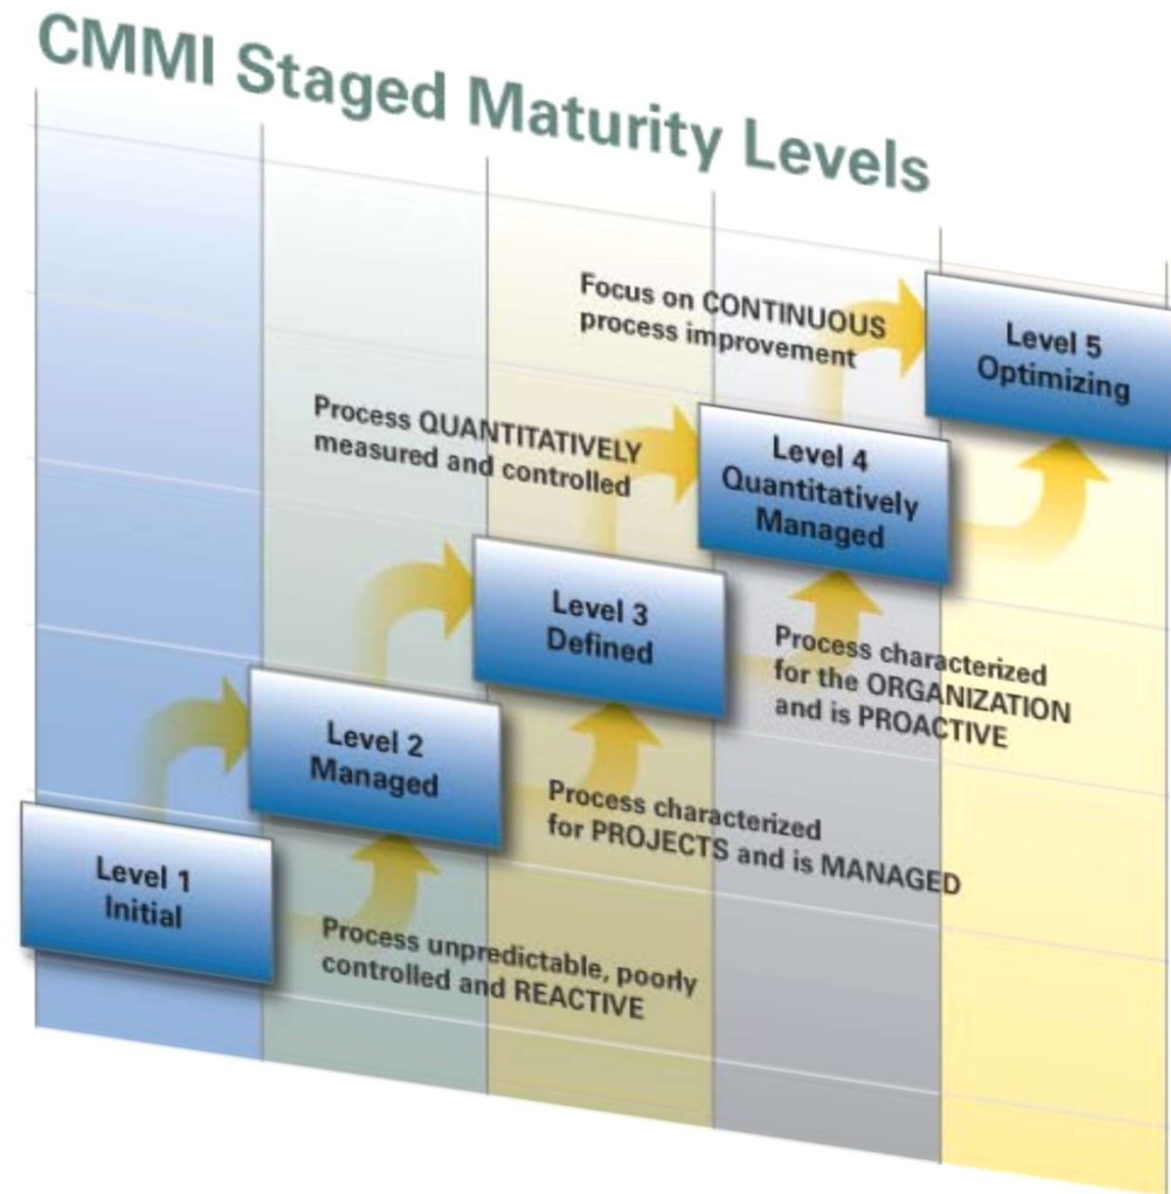 CMMI Staged Maturity Levels
Focus on CONTINUOUS
process improvement
Level 5
Optimizing
Process QUANTITATIVELY
measured and controlled
Level 4
Quantitatively
Managed
Level 3
Defined
Process characterized
for the ORGANIZATION
and is PROACTIVE
Level 2
Managed
Process characterized
for PROJECTS and is MANAGED
Level 1
Initial
Process unpredictable, poorly
controlled and REACTIVE